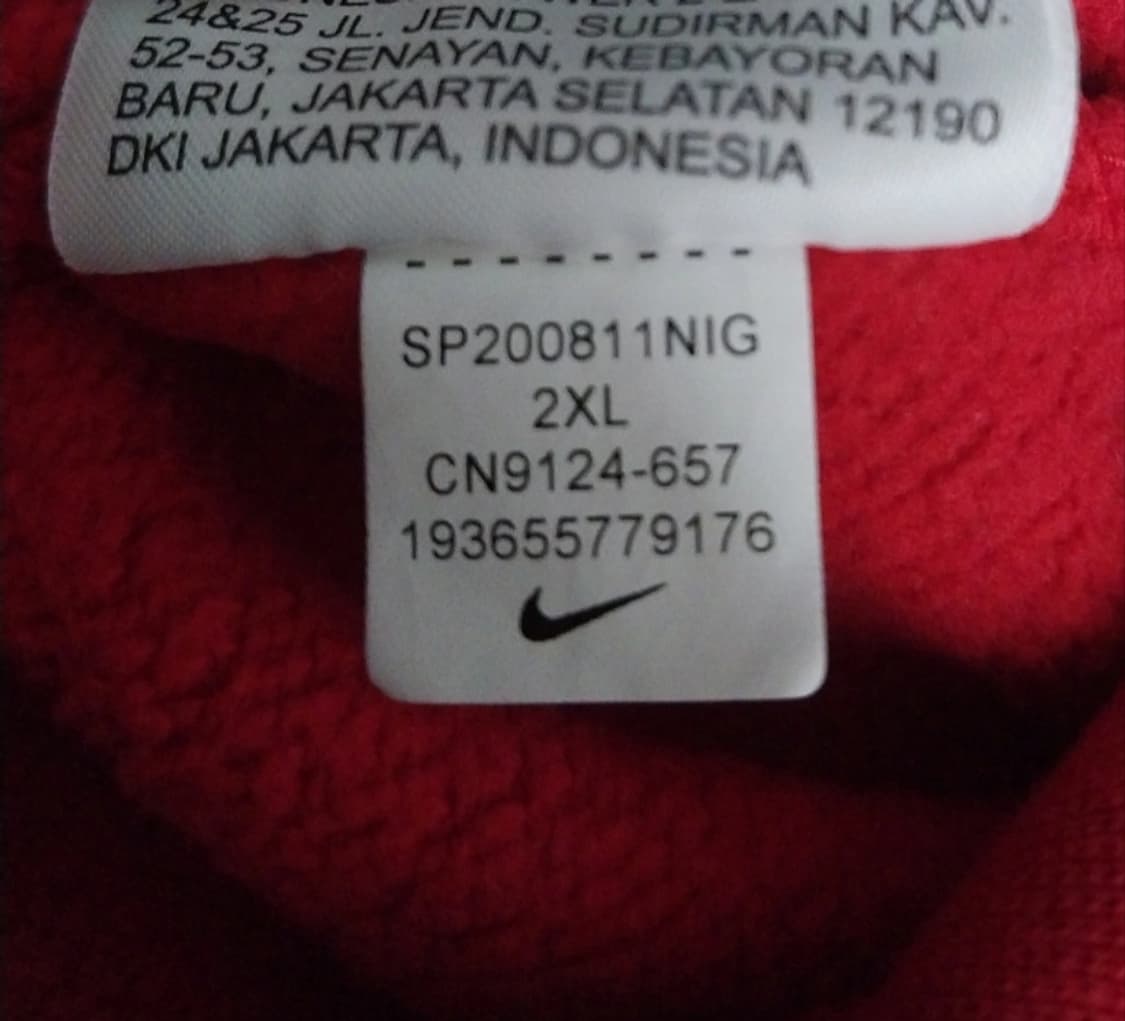 24&25 JL. JEND. SUDIRMAN KAV.
52-53, SENAYAN, KEBAYORAN
BARU, JAKARTA SELATAN 12190
DKI JAKARTA, INDONESIA
SP200811NIG
2XL
CN9124-657
193655779176